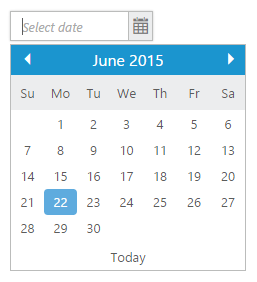 Select date
June 2015
Su Mo Tu We Th Fr Sa
1 2 3 4 5 6
7 8 9 10 11 12 13
14 15 16 17 18 19 20
21 22 23 24 25 26 27
28 29 30
Today